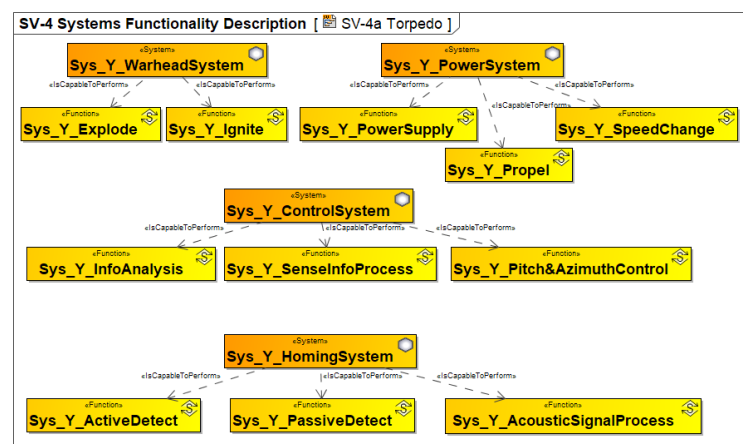 SV-4 Systems Functionality Description [ SV-4a Torpedo ]
«System»
Sys_Y_WarheadSystem
«System»
Sys_Y_PowerSystem
«IsCapableToPerform»
«IsCapableToPerform»
«IsCapableToPerform»
«IsCapableToPerform»
«IsCapableToPerform»
«Function»
Sys_Y_Explode
«Function»
Sys_Y_Ignite
«Function»
Sys_Y_PowerSupply
«Function»
Sys_Y_SpeedChange
«Function»
Sys_Y_Propel
«System»
Sys_Y_ControlSystem
«IsCapableToPerform»
«IsCapableToPerform»
«IsCapableToPerform»
«Function»
Sys_Y_InfoAnalysis
«Function»
Sys_Y_SenseInfoProcess
«Function»
Sys_Y_Pitch&AzimuthControl
«System»
Sys_Y_HomingSystem
«IsCapableToPerform»
«IsCapableToPerform»
«IsCapableToPerform»
«Function»
Sys_Y_ActiveDetect
«Function»
Sys_Y_PassiveDetect
«Function»
Sys_Y_AcousticSignalProcess